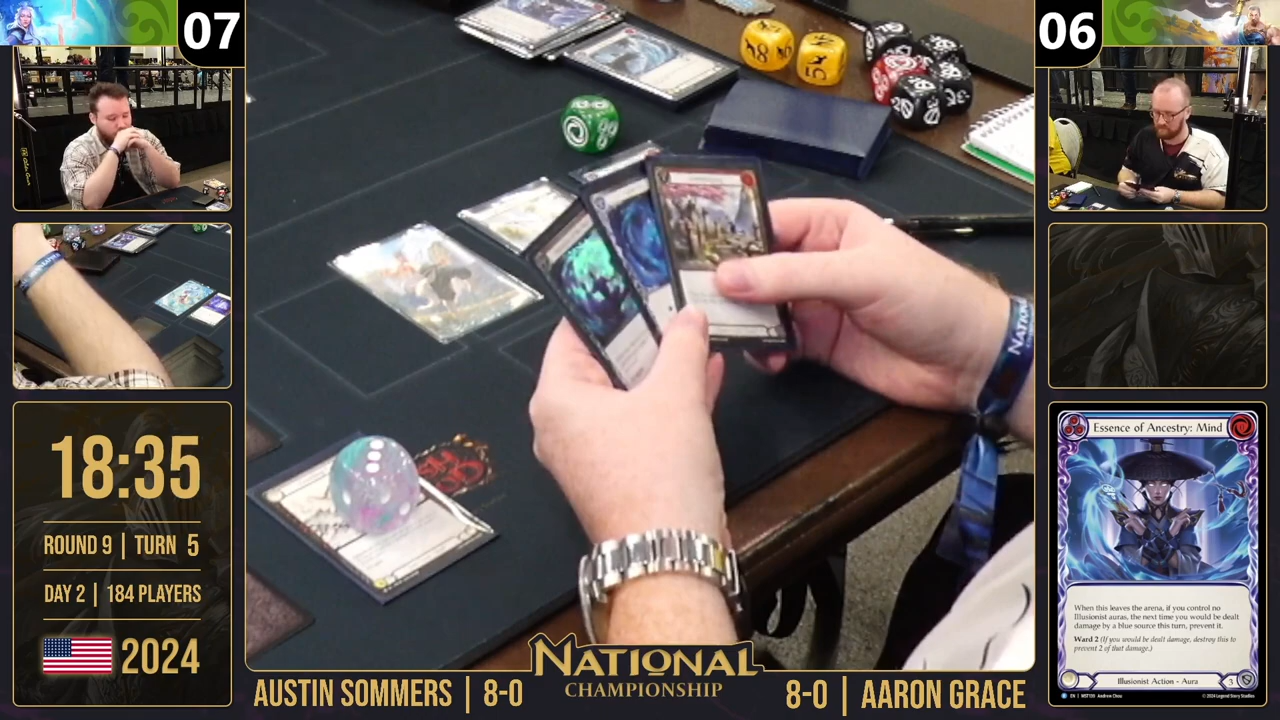 07
06
18:35
ROUND 9 | TURN 5
DAY 2 | 184 PLAYERS
2024
NATIONAL
CHAMPIONSHIP
AUSTIN SOMMERS | 8-0
8-0 | AARON GRACE
Essence of Ancestry: Mind
When this leaves the arena, if you control no
Illusionist auras, the next time you would be dealt
damage by a blue source this turn, prevent it.
Ward 2 (If you would be dealt damage, destroy this to
prevent 2 of that damage.)
Illusionist Action - Aura
3